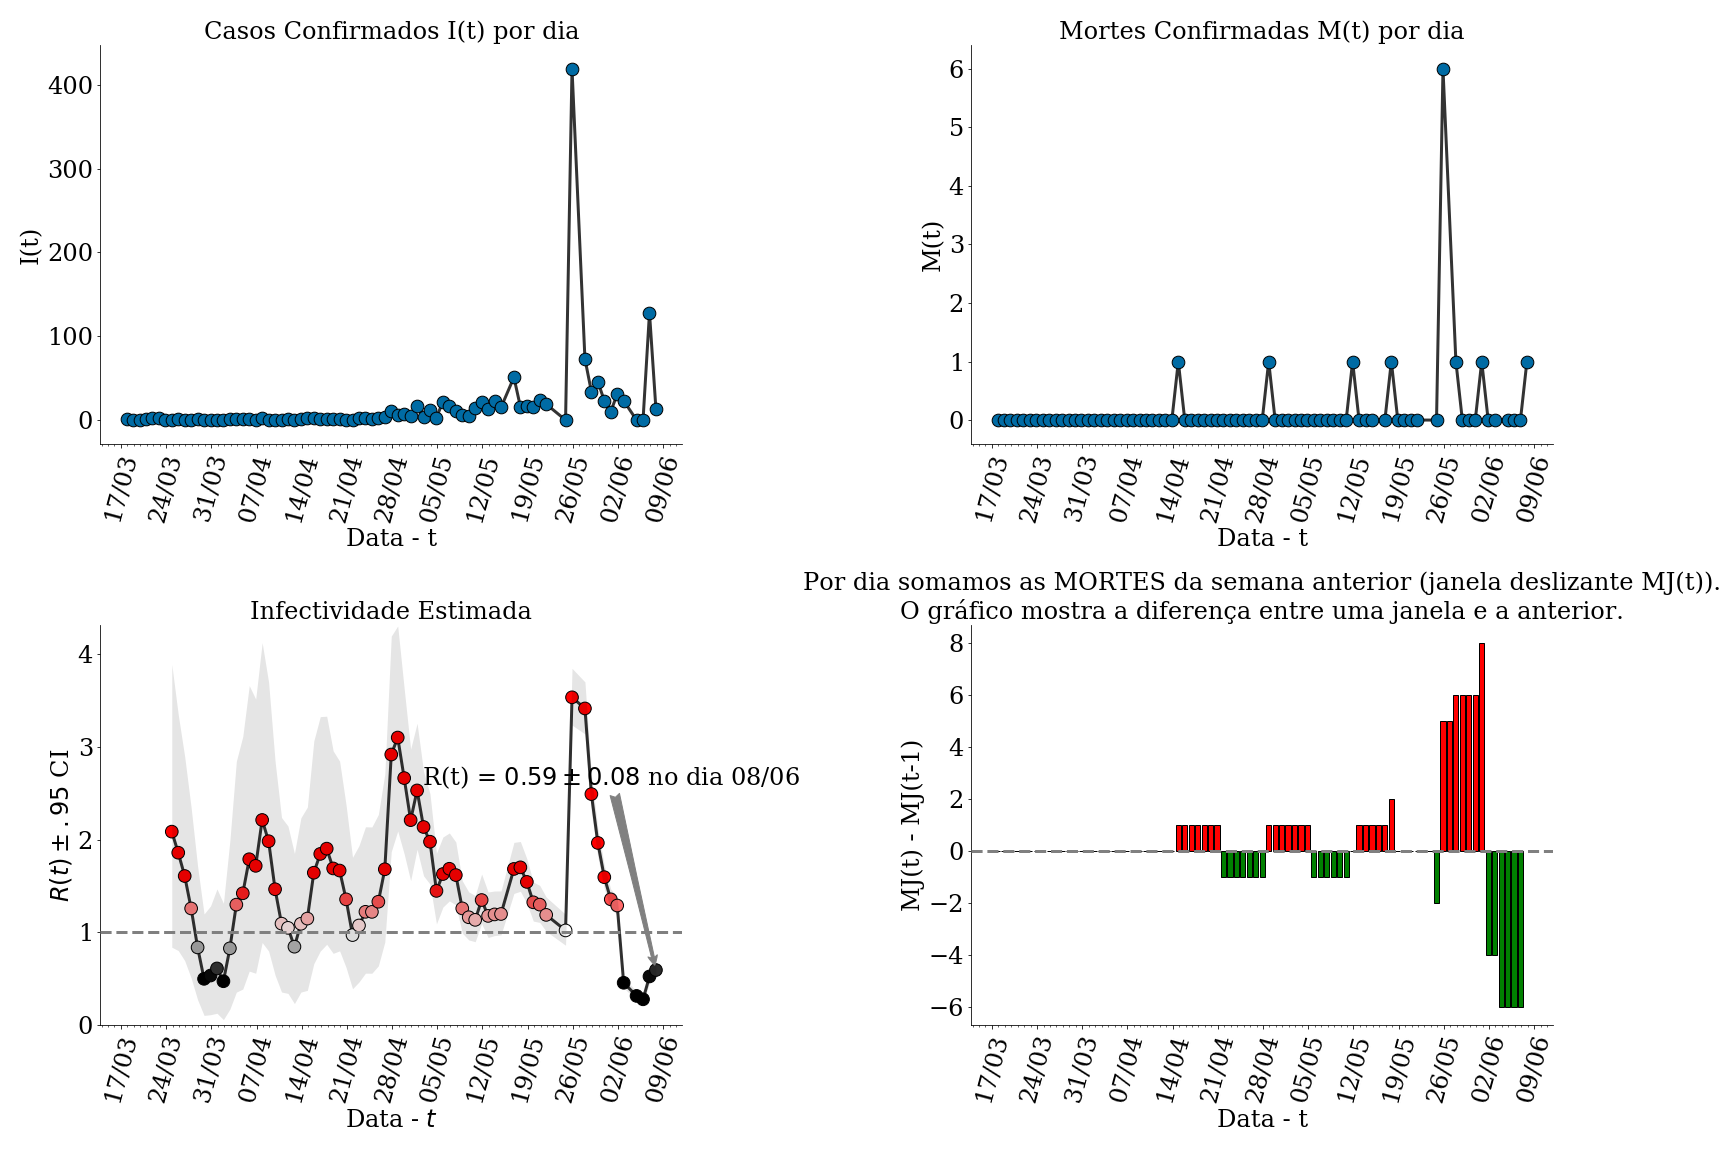 Casos Confirmados I(t) por dia
I(t)
400
300
200
100
0
17/03 24/03 31/03 07/04 14/04 21/04 28/04 05/05 12/05 19/05 26/05 02/06 09/06
Data - t
Mortes Confirmadas M(t) por dia
M(t)
6
5
4
3
2
1
0
17/03 24/03 31/03 07/04 14/04 21/04 28/04 05/05 12/05 19/05 26/05 02/06 09/06
Data - t
Infectividade Estimada
R(t) ± .95 CI
4
3
2
1
0
R(t) = 0.59 ± 0.08 no dia 08/06
17/03 24/03 31/03 07/04 14/04 21/04 28/04 05/05 12/05 19/05 26/05 02/06 09/06
Data - t
Por dia somamos as MORTES da semana anterior (janela deslizante MJ(t)).
O gráfico mostra a diferença entre uma janela e a anterior.
MJ(t) - MJ(t-1)
8
6
4
2
0
−2
−4
−6
17/03 24/03 31/03 07/04 14/04 21/04 28/04 05/05 12/05 19/05 26/05 02/06 09/06
Data - t